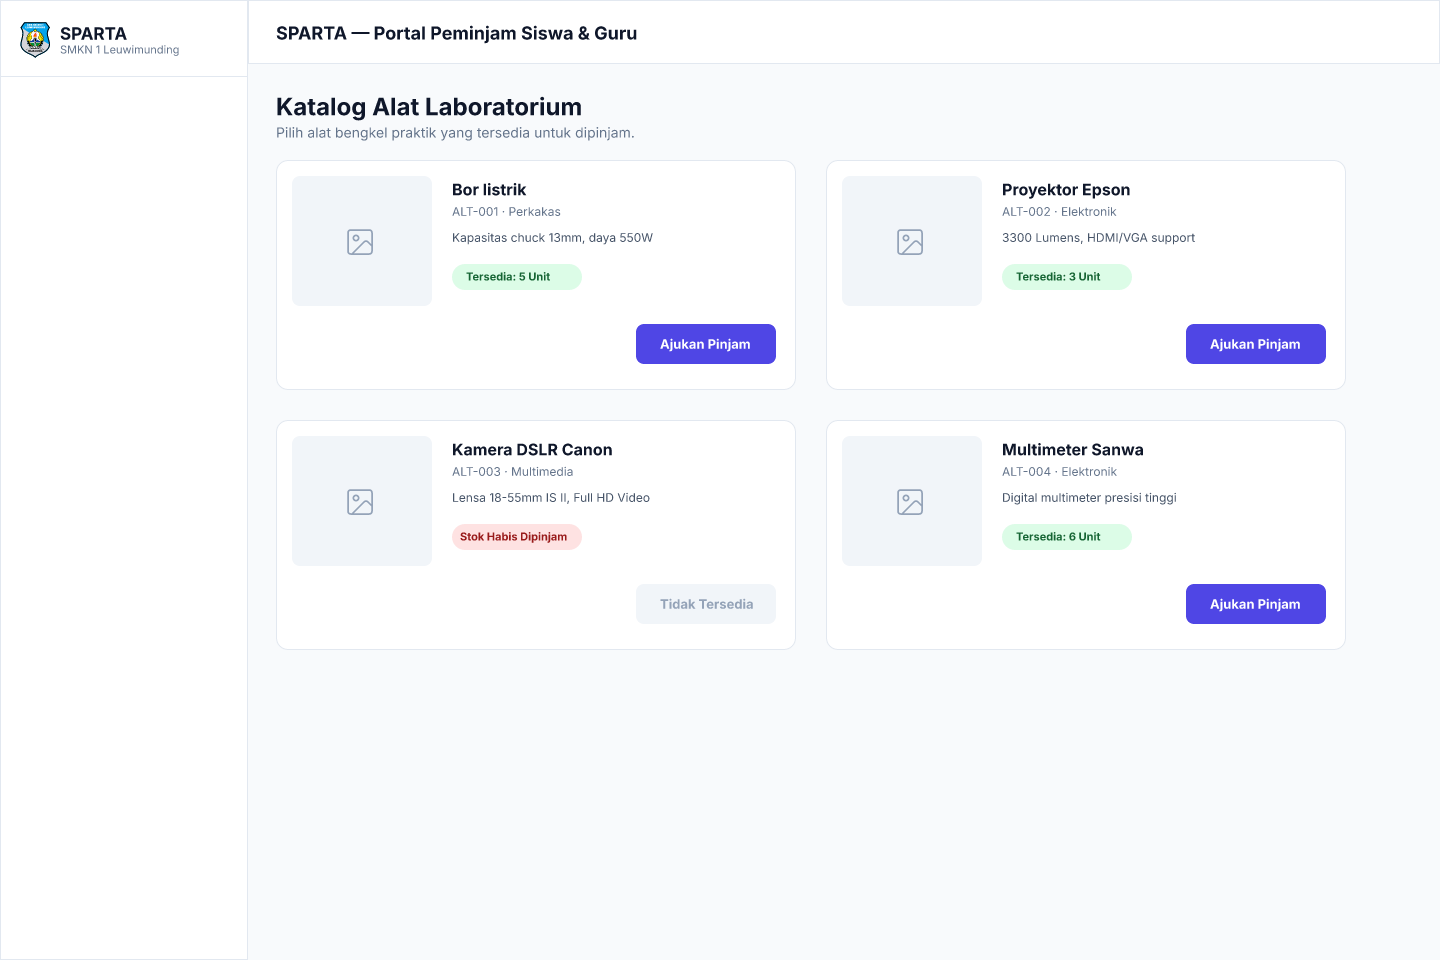 SPARTA
SMKN 1 Leuwimunding
SPARTA — Portal Peminjam Siswa & Guru
Katalog Alat Laboratorium
Pilih alat bengkel praktik yang tersedia untuk dipinjam.
Bor listrik
ALT-001 · Perkakas
Kapasitas chuck 13mm, daya 550W
Tersedia: 5 Unit
Ajukan Pinjam
Proyektor Epson
ALT-002 · Elektronik
3300 Lumens, HDMI/VGA support
Tersedia: 3 Unit
Ajukan Pinjam
Kamera DSLR Canon
ALT-003 · Multimedia
Lensa 18-55mm IS II, Full HD Video
Stok Habis Dipinjam
Tidak Tersedia
Multimeter Sanwa
ALT-004 · Elektronik
Digital multimeter presisi tinggi
Tersedia: 6 Unit
Ajukan Pinjam